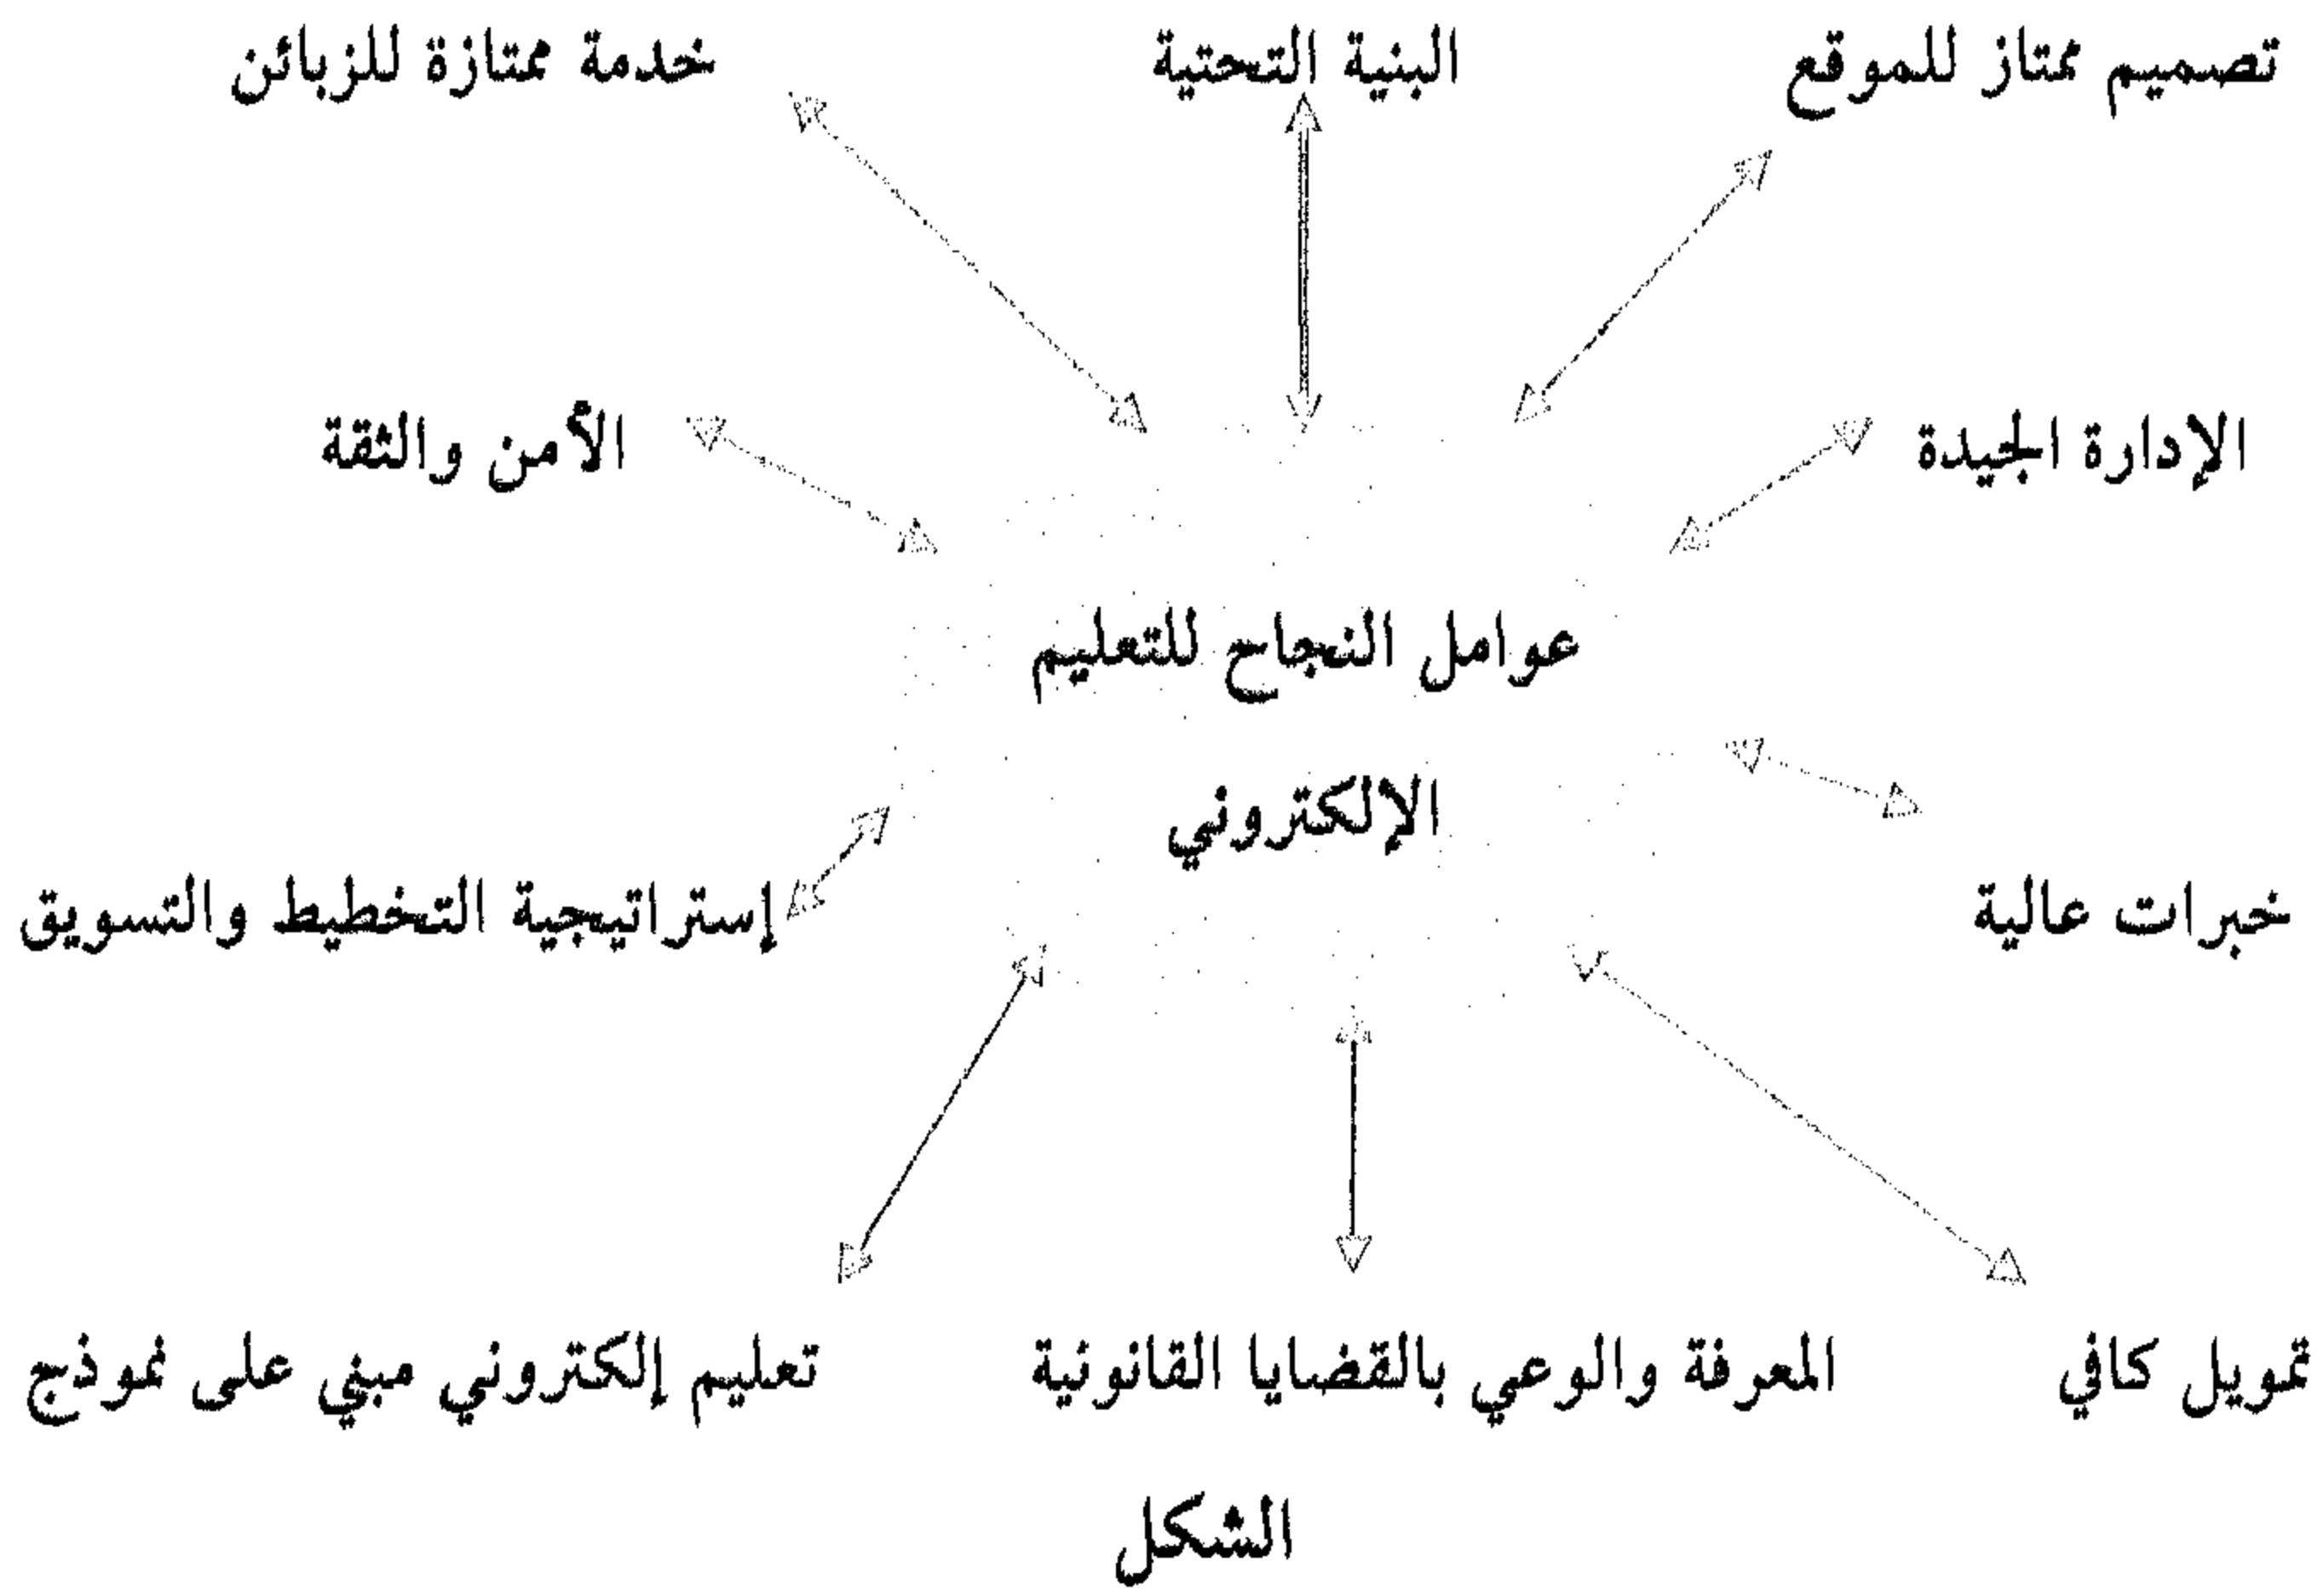 تصميم ممتاز للموقع
البنية التحتية
خدمة ممتازة للزبائن
الإدارة الجيدة
الأمن والثقة
عوامل النجاح للتعليم
الإلكتروني
خبرات عالية
إستراتيجية التخطيط والتسويق
تمويل كافي
المعرفة والوعي بالقضايا القانونية
تعليم إلكتروني مبني على نموذج
الشكل